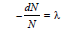 -dN/N = λ